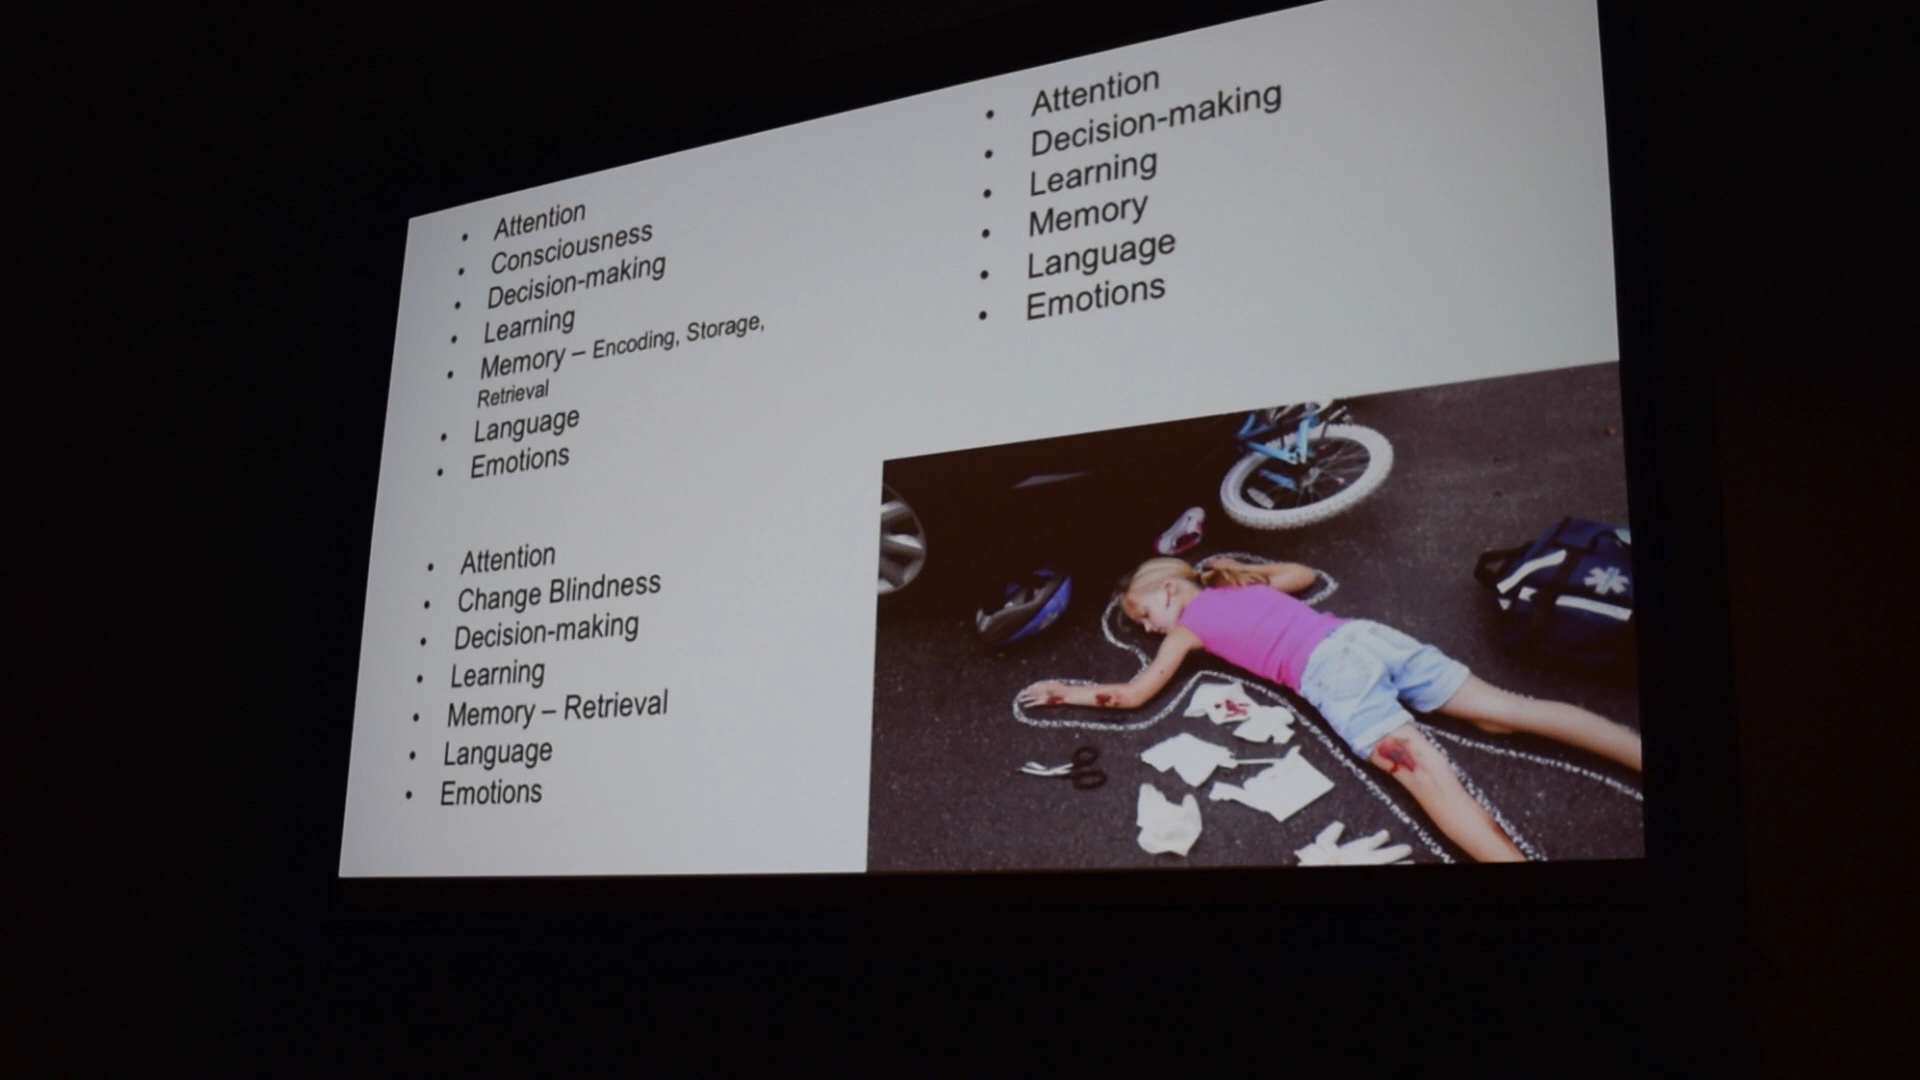 • Attention
• Consciousness
• Decision-making
• Learning
• Memory – Encoding, Storage,
Retrieval
• Language
• Emotions
• Attention
• Change Blindness
• Decision-making
• Learning
• Memory – Retrieval
• Language
• Emotions
• Attention
• Decision-making
• Learning
• Memory
• Language
• Emotions